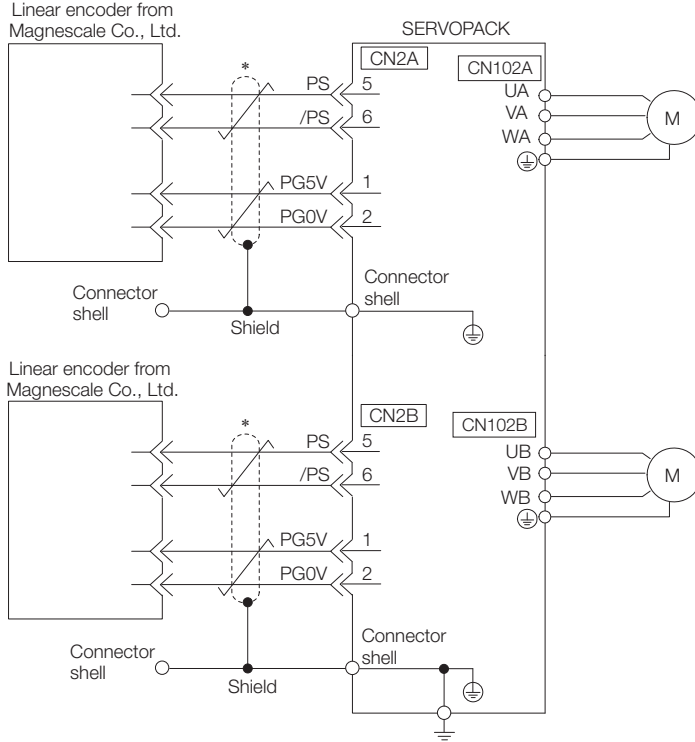 Linear encoder from
Magnescale Co., Ltd.
SERVOPACK
CN2A
CN102A
*
PS
5
/PS
6
PG5V
1
PG0V
2
UA
VA
WA
M
Connector
shell
Shield
Connector
shell
Linear encoder from
Magnescale Co., Ltd.
CN2B
CN102B
*
PS
5
/PS
6
PG5V
1
PG0V
2
UB
VB
WB
M
Connector
shell
Shield
Connector
shell